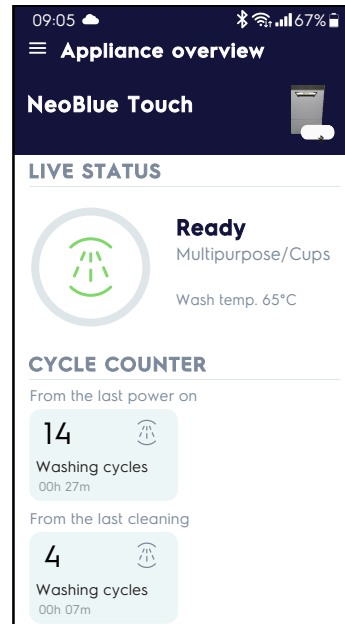 09:05 67%
Appliance overview
NeoBlue Touch
LIVE STATUS
Ready
Multipurpose/Cups
Wash temp. 65°C
CYCLE COUNTER
From the last power on
14
Washing cycles
00h 27m
From the last cleaning
4
Washing cycles
00h 07m